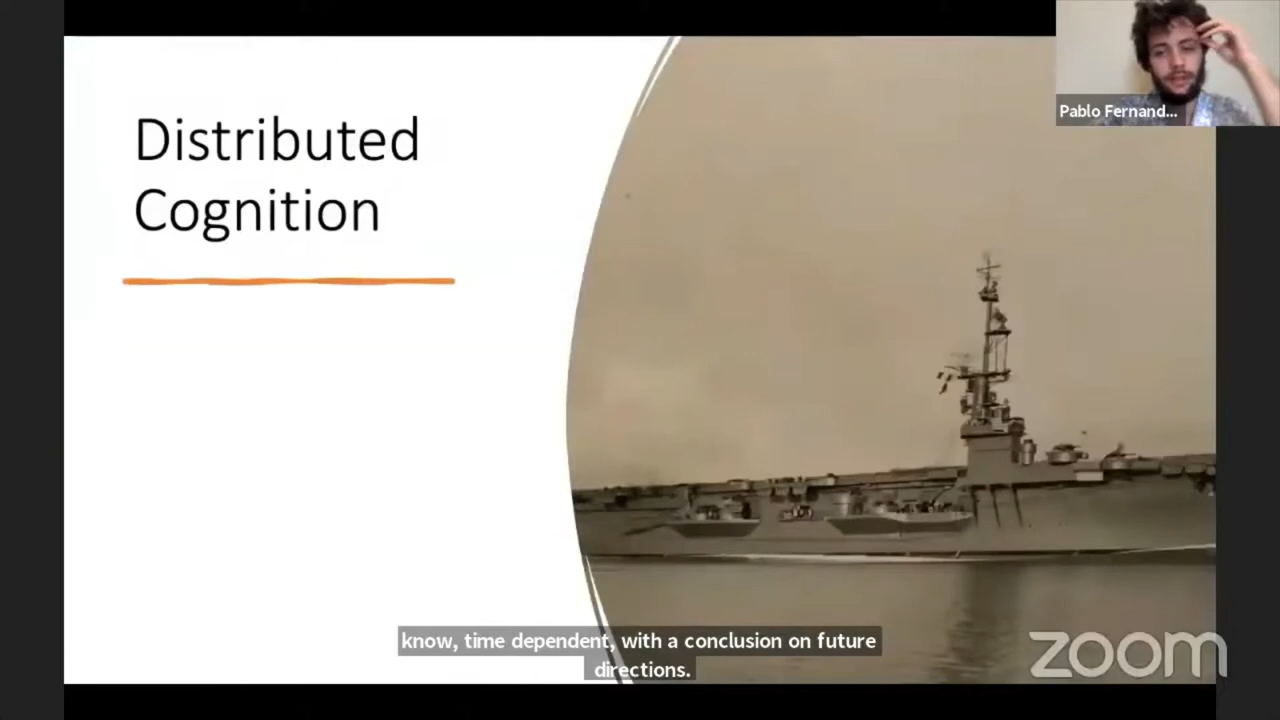 Distributed
Cognition
Pablo Fernand...
know, time dependent, with a conclusion on future
directions.
zoom